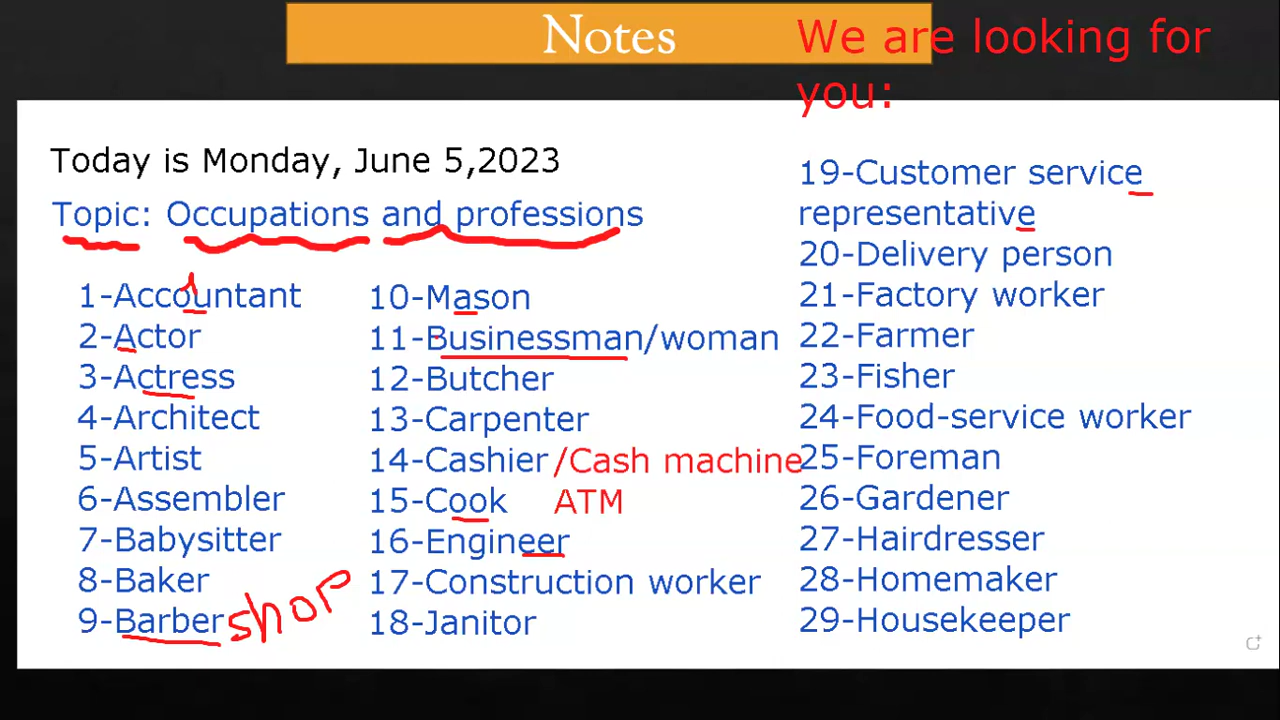 Notes
We are looking for
you:
Today is Monday, June 5,2023
Topic: Occupations and professions
1-Accountant
2-Actor
3-Actress
4-Architect
5-Artist
6-Assembler
7-Babysitter
8-Baker
9-Barber shop
10-Mason
11-Businessman/woman
12-Butcher
13-Carpenter
14-Cashier /Cash machine
15-Cook ATM
16-Engineer
17-Construction worker
18-Janitor
19-Customer service
representative
20-Delivery person
21-Factory worker
22-Farmer
23-Fisher
24-Food-service worker
25-Foreman
26-Gardener
27-Hairdresser
28-Homemaker
29-Housekeeper